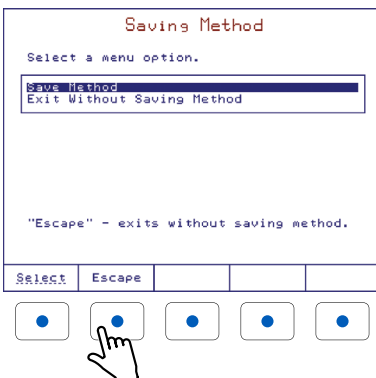 Saving Method
Select a menu option.
Save Method
Exit Without Saving Method
"Escape" - exits without saving method.
Select Escape